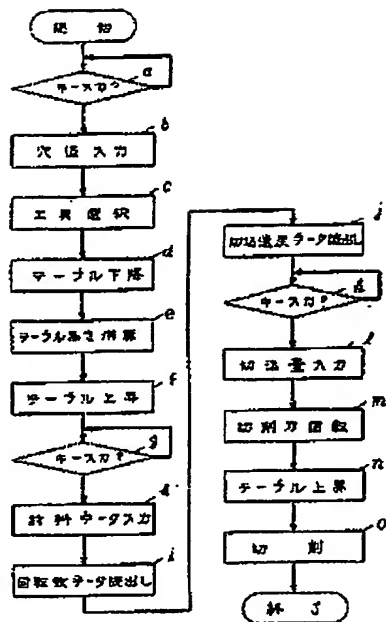 開始
a
キー入力?
b
穴径入力
c
工具選択
d
テーブル下降
e
テーブル高さ演算
f
テーブル上昇
g
キー入力?
h
材料データ入力
i
回転数データ読出し
j
切込速度データ読出し
k
キー入力?
l
切込量入力
m
切削刃回転
n
テーブル上昇
o
切削
終了